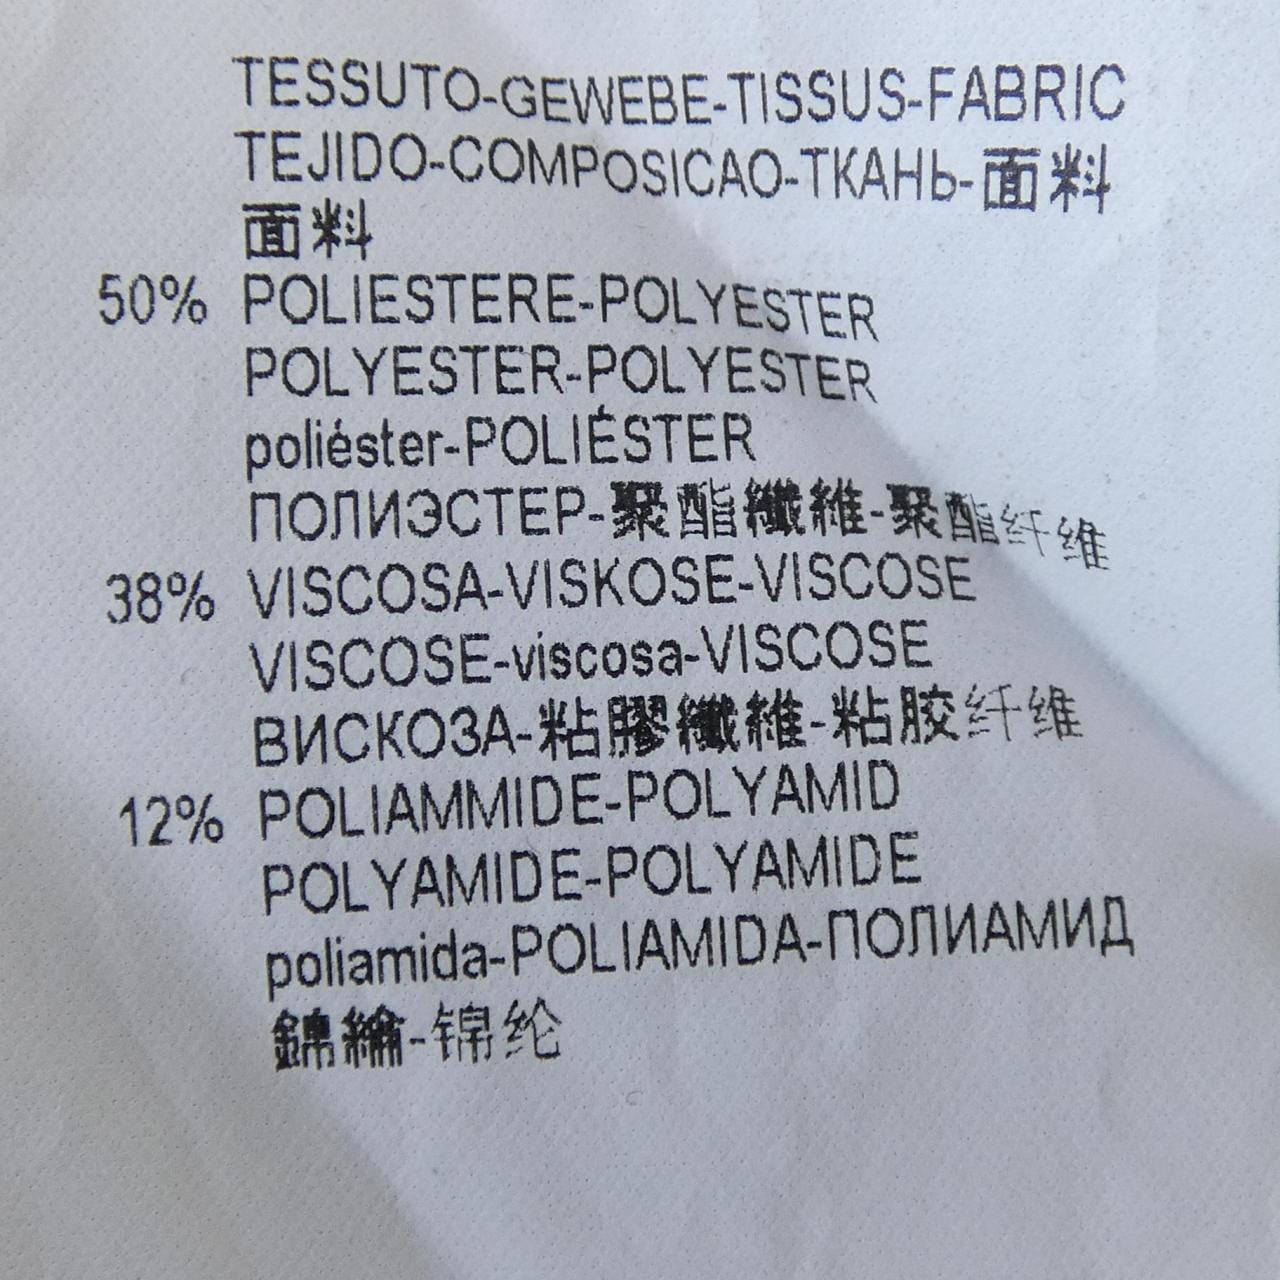 TESSUTO-GEWEBE-TISSUS-FABRIC
TEJIDO-COMPOSICAO-ТКАНЬ-面料
面料
50% POLIESTERE-POLYESTER
POLYESTER-POLYESTER
poliéster-POLIÉSTER
ПОЛИЭСТЕР-聚酯纖維-聚酯纤维
38% VISCOSA-VISKOSE-VISCOSE
VISCOSE-viscosa-VISCOSE
ВИСКОЗА-粘膠纖維-粘胶纤维
12% POLIAMMIDE-POLYAMID
POLYAMIDE-POLYAMIDE
poliamida-POLIAMIDA-ПОЛИАМИД
錦綸-锦纶